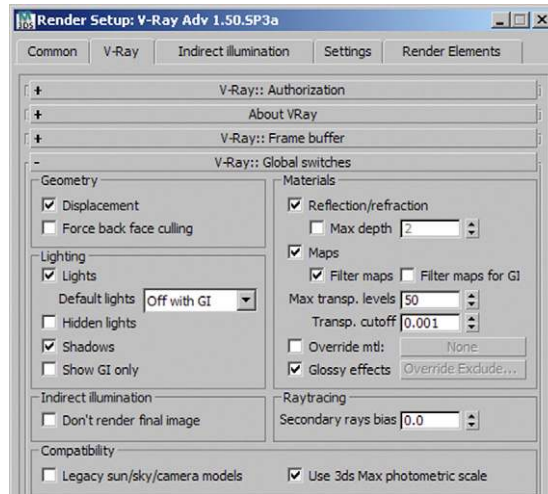 Render Setup: V-Ray Adv 1.50.SP3a
Common V-Ray Indirect illumination Settings Render Elements
+ V-Ray:: Authorization
+ About VRay
+ V-Ray:: Frame buffer
- V-Ray:: Global switches
Geometry
Displacement
Force back face culling
Lighting
Lights
Default lights Off with GI
Hidden lights
Shadows
Show GI only
Indirect illumination
Don't render final image
Materials
Reflection/refraction
Max depth 2
Maps
Filter maps Filter maps for GI
Max transp. levels 50
Transp. cutoff 0.001
Override mtl: None
Glossy effects Override Exclude...
Raytracing
Secondary rays bias 0.0
Compatibility
Legacy sun/sky/camera models Use 3ds Max photometric scale